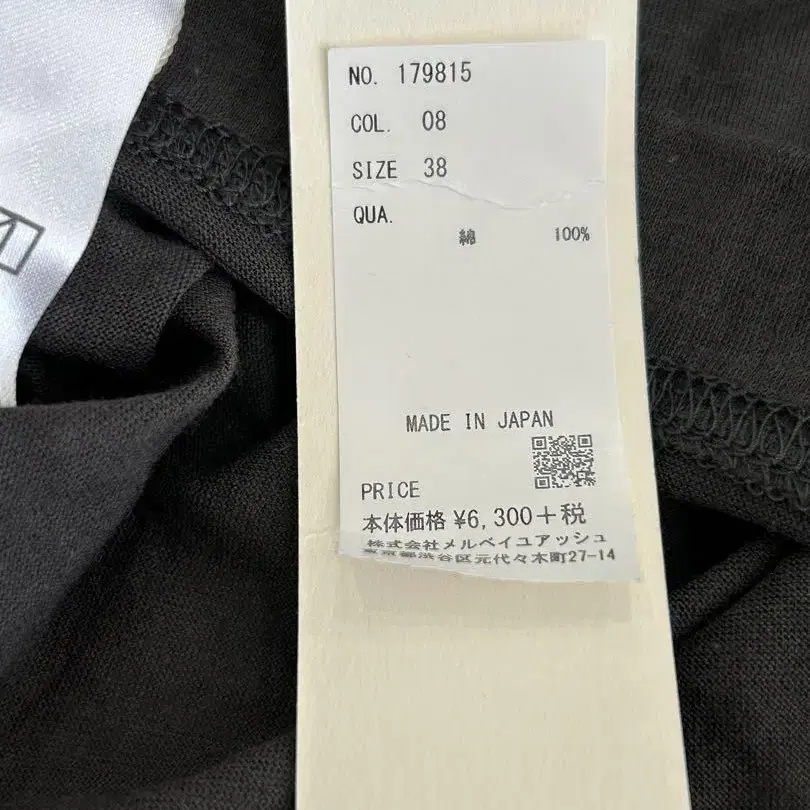 NO. 179815
COL. 08
SIZE 38
QUA.
綿 100%
MADE IN JAPAN
PRICE
本体価格 ¥6,300+税
株式会社メルベイユアッシュ
東京都渋谷区元代々木町27-14